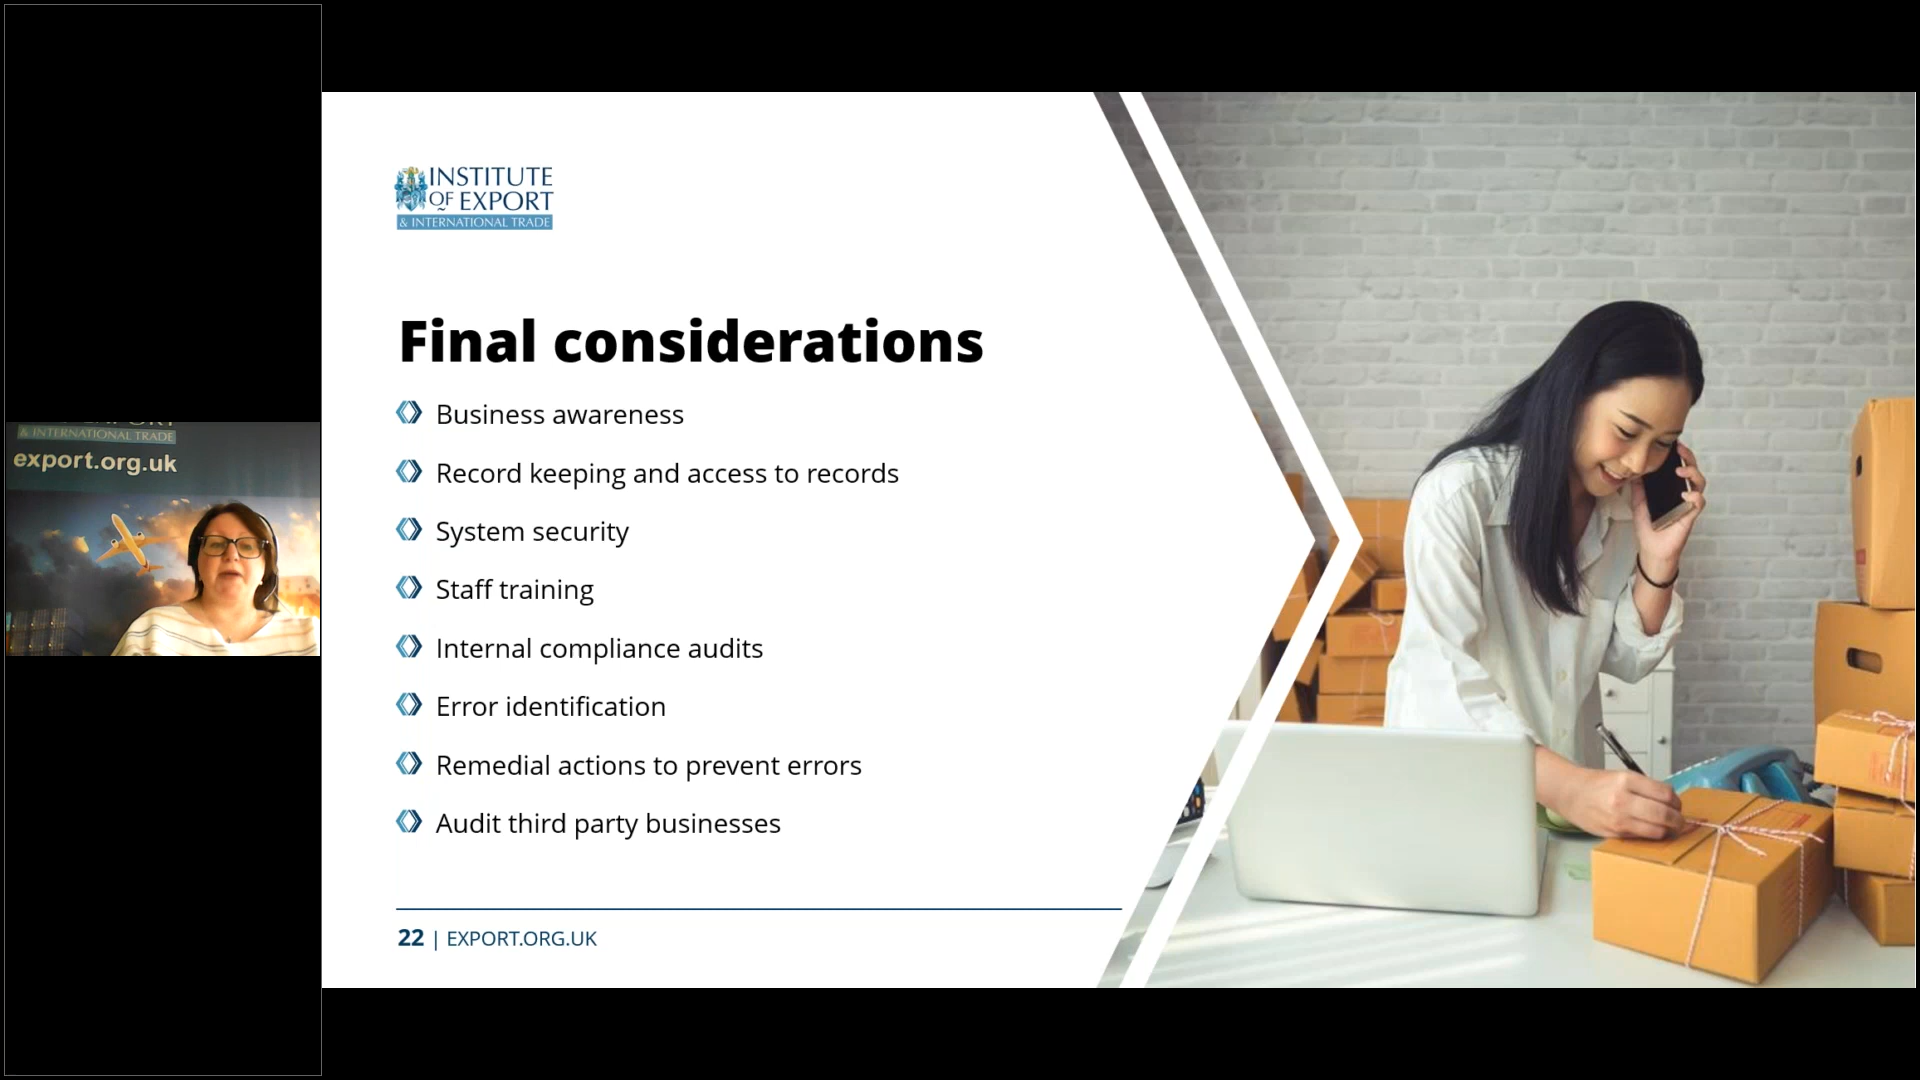 & INTERNATIONAL TRADE
export.org.uk
INSTITUTE
OF EXPORT
& INTERNATIONAL TRADE
Final considerations
Business awareness
Record keeping and access to records
System security
Staff training
Internal compliance audits
Error identification
Remedial actions to prevent errors
Audit third party businesses
22 | EXPORT.ORG.UK